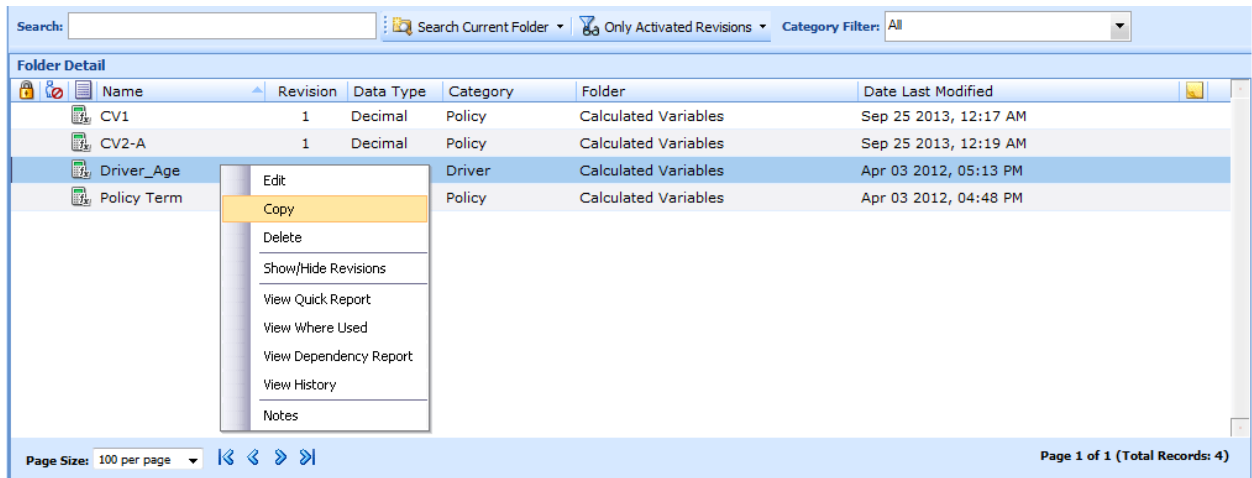 Search: Search Current Folder Only Activated Revisions Category Filter: All
Folder Detail
Name Revision Data Type Category Folder Date Last Modified
CV1 1 Decimal Policy Calculated Variables Sep 25 2013, 12:17 AM
CV2-A 1 Decimal Policy Calculated Variables Sep 25 2013, 12:19 AM
Driver_Age Driver Calculated Variables Apr 03 2012, 05:13 PM
Policy Term Policy Calculated Variables Apr 03 2012, 04:48 PM
Edit
Copy
Delete
Show/Hide Revisions
View Quick Report
View Where Used
View Dependency Report
View History
Notes
Page Size: 100 per page Page 1 of 1 (Total Records: 4)